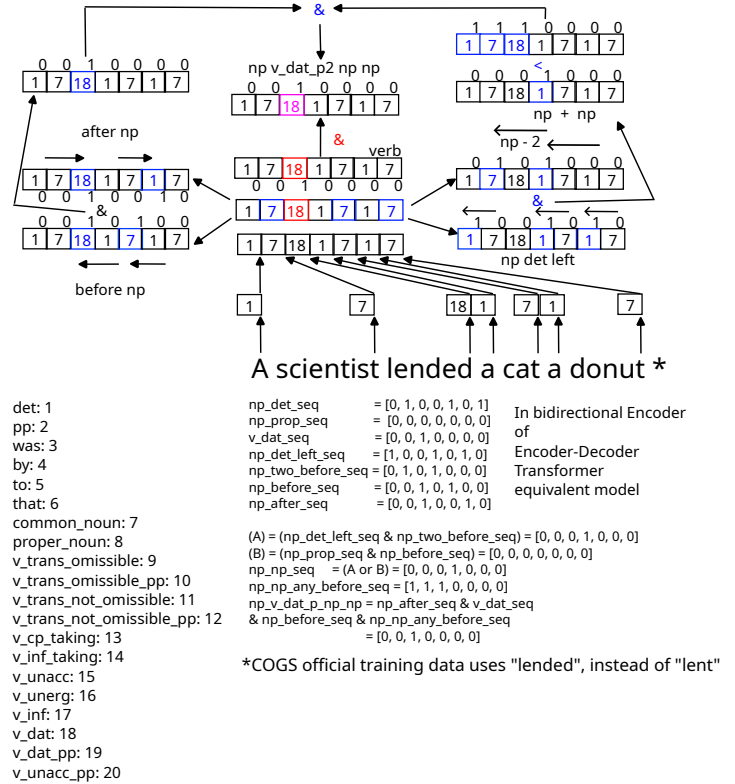 &
1 1 1 0 0 0 0
1 7 18 1 7 1 7
0 0 1 0 0 0 0
1 7 18 1 7 1 7
np v_dat_p2 np np
0 0 1 0 0 0 0
1 7 18 1 7 1 7
<
0 0 0 1 0 0 0
1 7 18 1 7 1 7
np + np
after np
&
verb
np - 2
1 7 18 1 7 1 7
0 0 1 0 0 1 0
1 7 18 1 7 1 7
0 0 1 0 0 0 0
0 1 0 1 0 0 0
1 7 18 1 7 1 7
&
0 0 1 0 1 0 0
1 7 18 1 7 1 7
1 7 18 1 7 1 7
&
1 0 0 1 0 1 0
1 7 18 1 7 1 7
1 7 18 1 7 1 7
np det left
before np
1 7 18 1 7 1 7
A scientist lended a cat a donut *
det: 1
pp: 2
was: 3
by: 4
to: 5
that: 6
common_noun: 7
proper_noun: 8
v_trans_omissible: 9
v_trans_omissible_pp: 10
v_trans_not_omissible: 11
v_trans_not_omissible_pp: 12
v_cp_taking: 13
v_inf_taking: 14
v_unacc: 15
v_unerg: 16
v_inf: 17
v_dat: 18
v_dat_pp: 19
v_unacc_pp: 20
np_det_seq = [0, 1, 0, 0, 1, 0, 1]
np_prop_seq = [0, 0, 0, 0, 0, 0, 0]
v_dat_seq = [0, 0, 1, 0, 0, 0, 0]
np_det_left_seq = [1, 0, 0, 1, 0, 1, 0]
np_two_before_seq = [0, 1, 0, 1, 0, 0, 0]
np_before_seq = [0, 0, 1, 0, 1, 0, 0]
np_after_seq = [0, 0, 1, 0, 0, 1, 0]
In bidirectional Encoder
of
Encoder-Decoder
Transformer
equivalent model
(A) = (np_det_left_seq & np_two_before_seq) = [0, 0, 0, 1, 0, 0, 0]
(B) = (np_prop_seq & np_before_seq) = [0, 0, 0, 0, 0, 0, 0]
np_np_seq = (A or B) = [0, 0, 0, 1, 0, 0, 0]
np_np_any_before_seq = [1, 1, 1, 0, 0, 0, 0]
np_v_dat_p_np_np = np_after_seq & v_dat_seq
& np_before_seq & np_np_any_before_seq
= [0, 0, 1, 0, 0, 0, 0]
*COGS official training data uses "lended", instead of "lent"